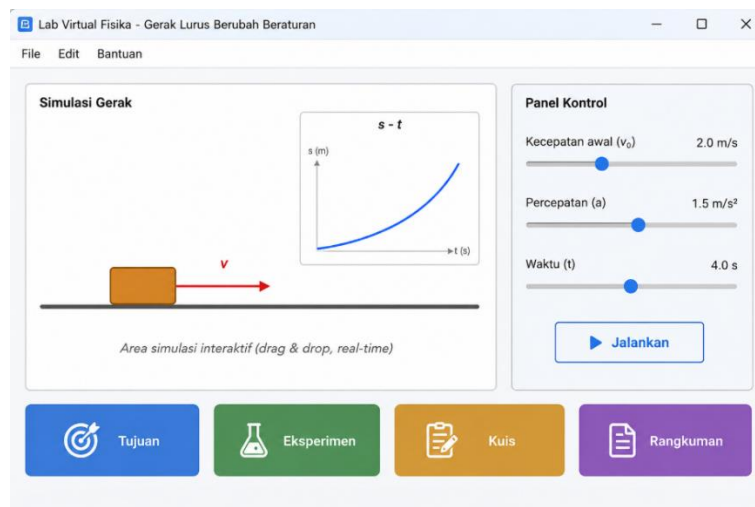 Lab Virtual Fisika - Gerak Lurus Berubah Beraturan
File Edit Bantuan
Simulasi Gerak
s - t
s (m)
t (s)
v
Area simulasi interaktif (drag & drop, real-time)
Panel Kontrol
Kecepatan awal (v₀) 2.0 m/s
Percepatan (a) 1.5 m/s²
Waktu (t) 4.0 s
Jalankan
Tujuan
Eksperimen
Kuis
Rangkuman